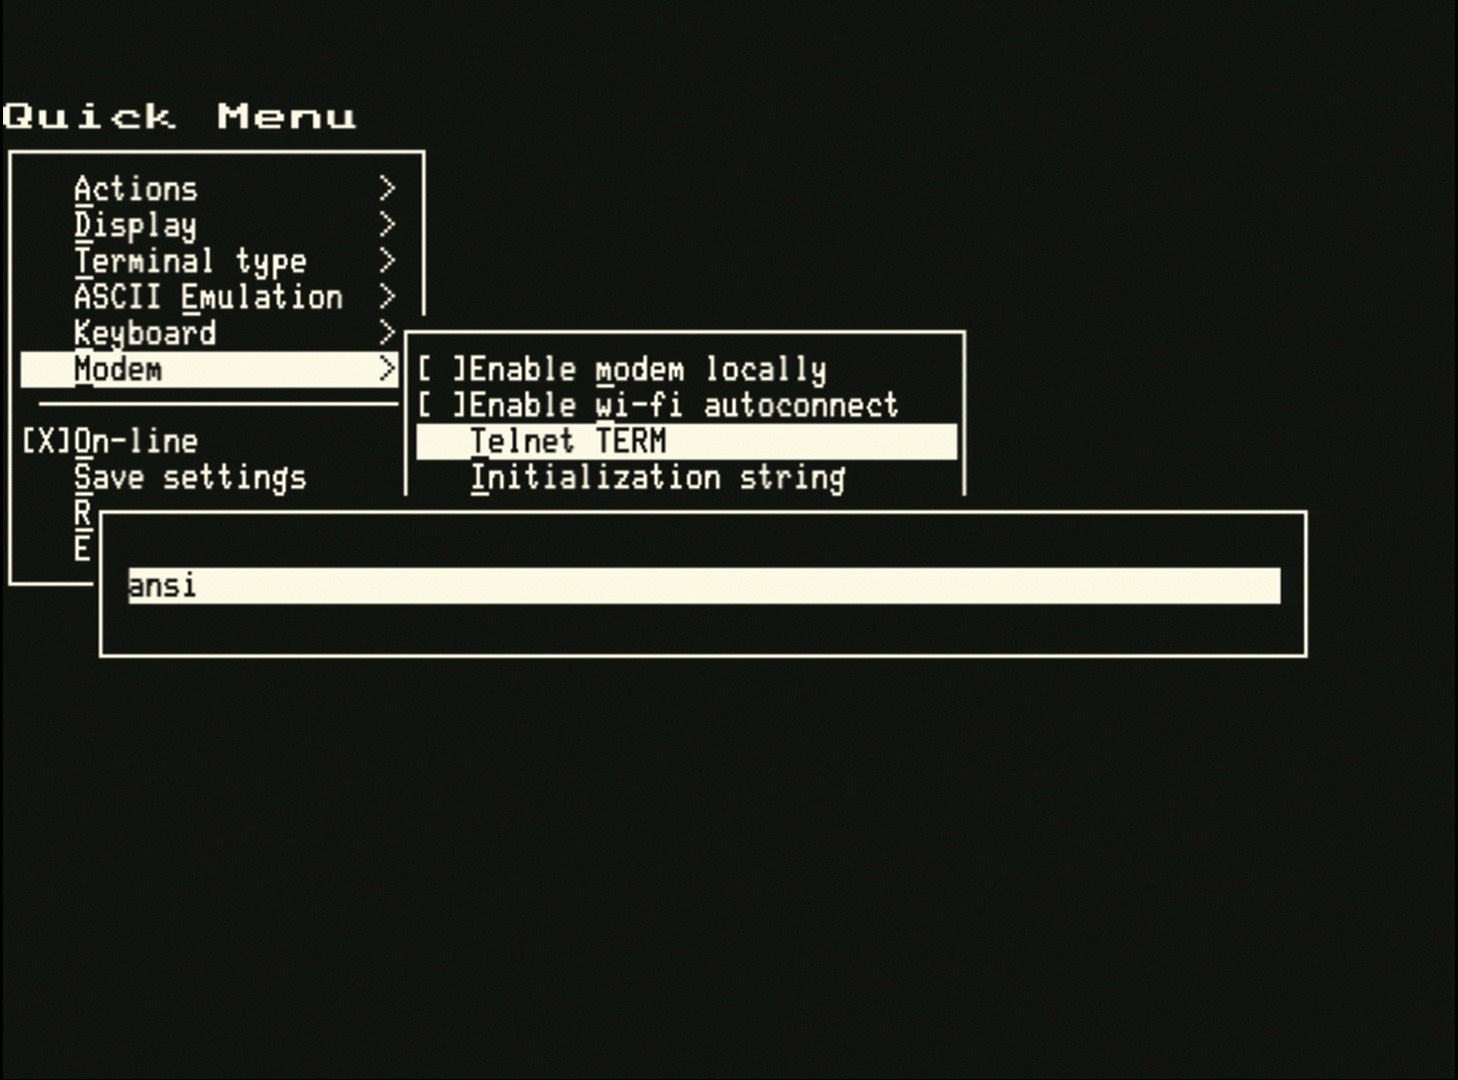 Quick Menu
Actions >
Display >
Terminal type >
ASCII Emulation >
Keyboard >
Modem >
[ ]Enable modem locally
[ ]Enable wi-fi autoconnect
Telnet TERM
Initialization string
[X]On-line
Save settings
R
E
ansi